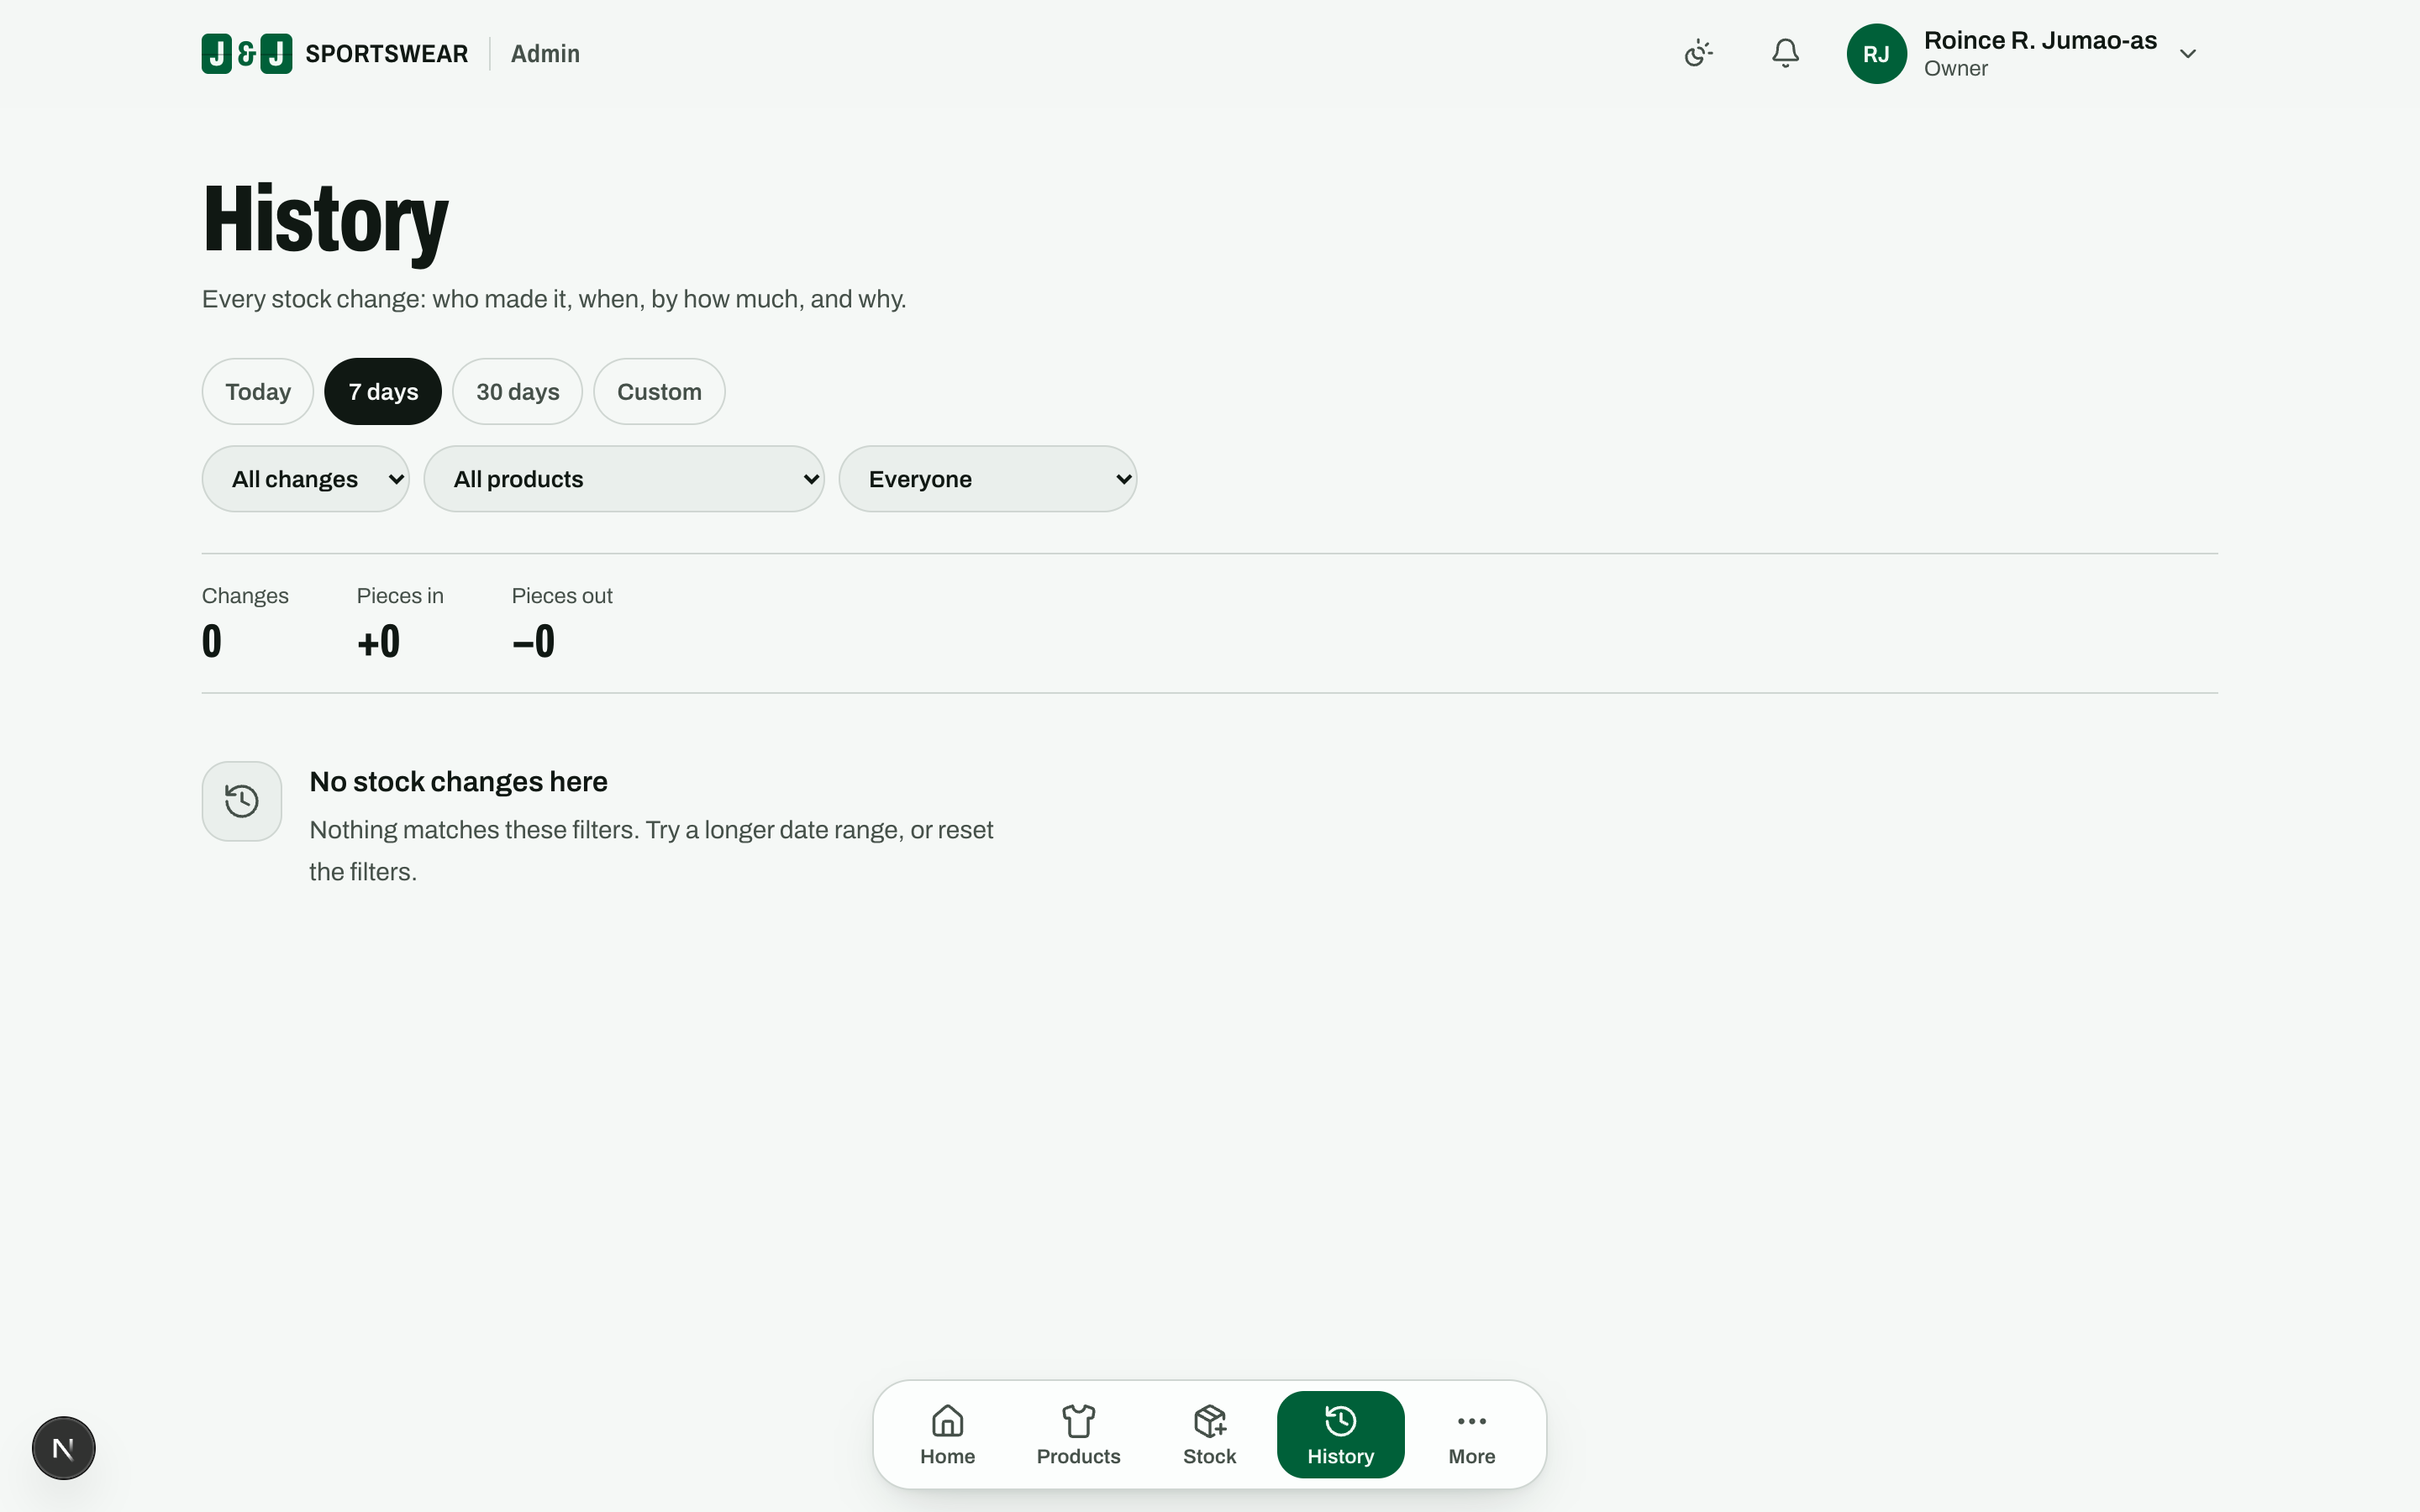 J & J SPORTSWEAR Admin
RJ
Roince R. Jumao-as
Owner
History
Every stock change: who made it, when, by how much, and why.
Today 7 days 30 days Custom
All changes All products Everyone
Changes Pieces in Pieces out
0 +0 –0
No stock changes here
Nothing matches these filters. Try a longer date range, or reset
the filters.
N
Home Products Stock History More